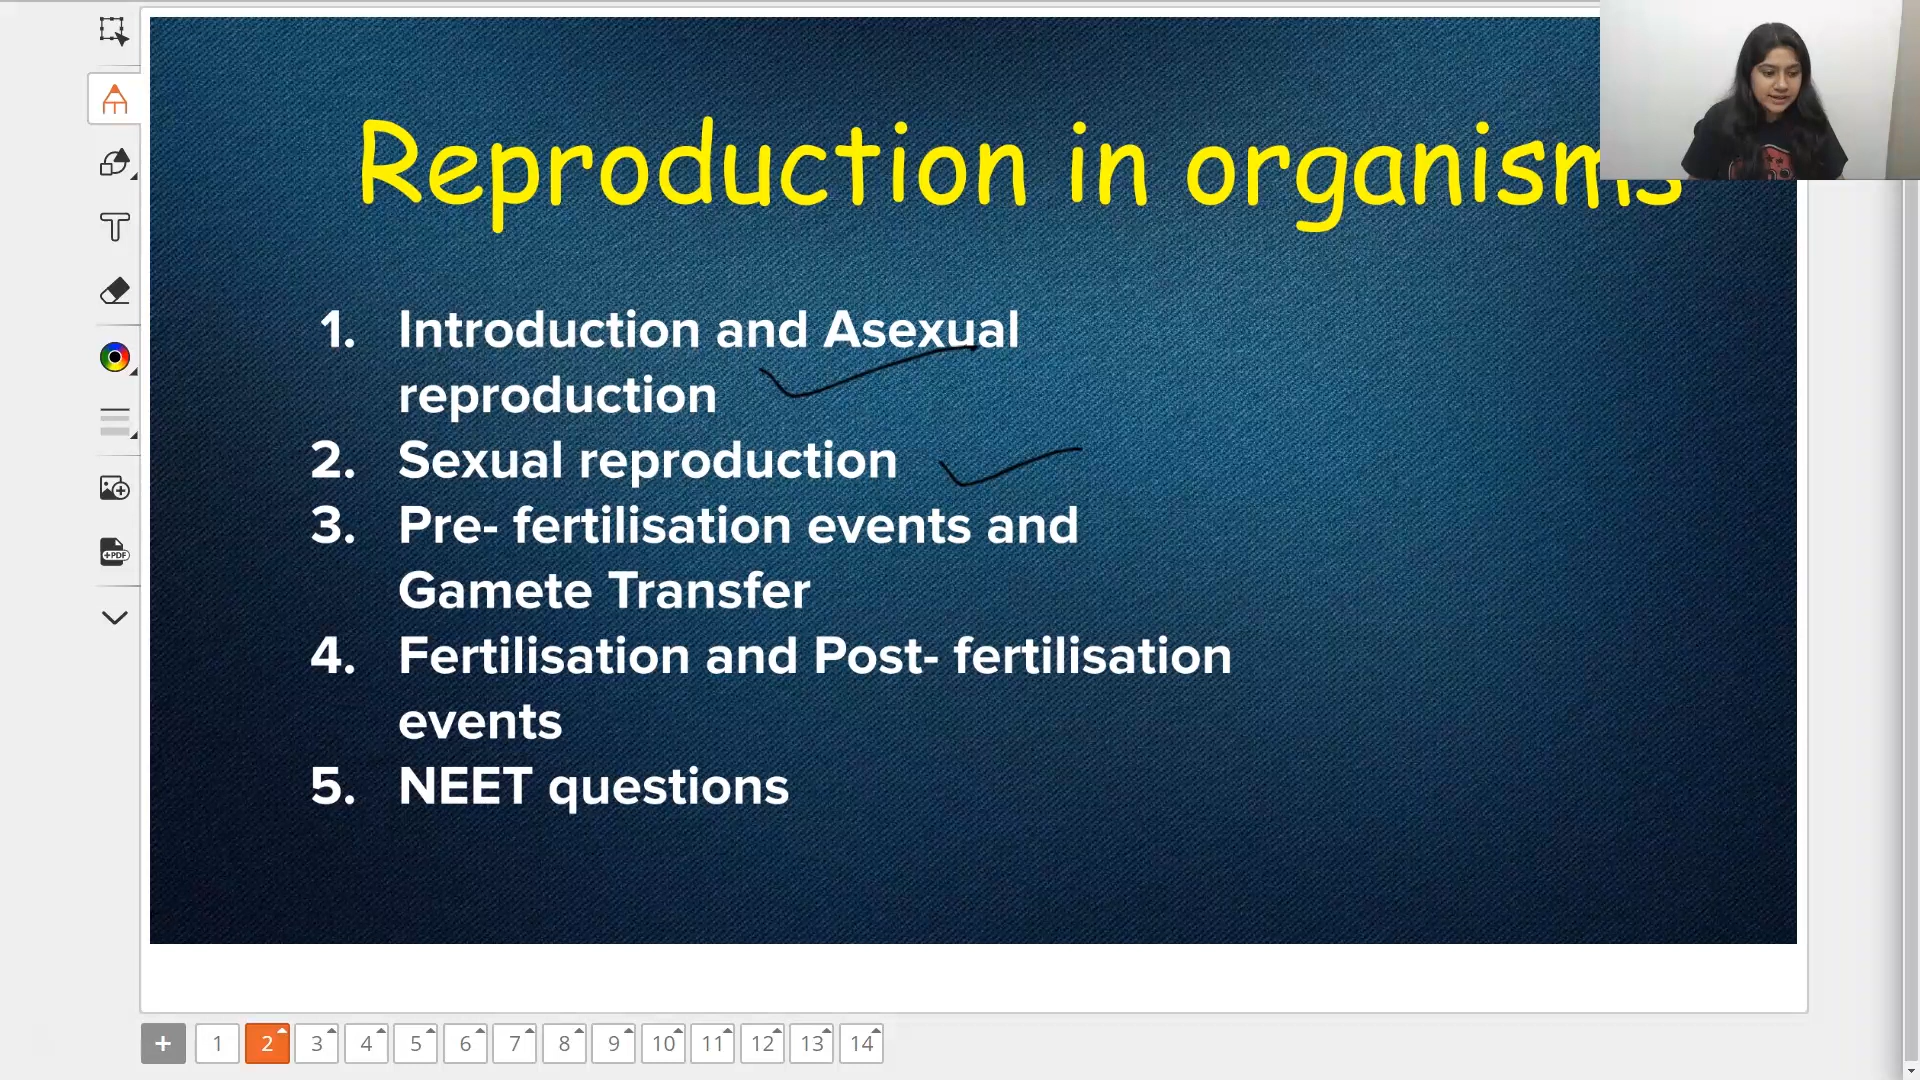 Reproduction in organisms
1. Introduction and Asexual
reproduction
2. Sexual reproduction
3. Pre- fertilisation events and
Gamete Transfer
4. Fertilisation and Post- fertilisation
events
5. NEET questions
T
+PDF
+ 1 2 3 4 5 6 7 8 9 10 11 12 13 14